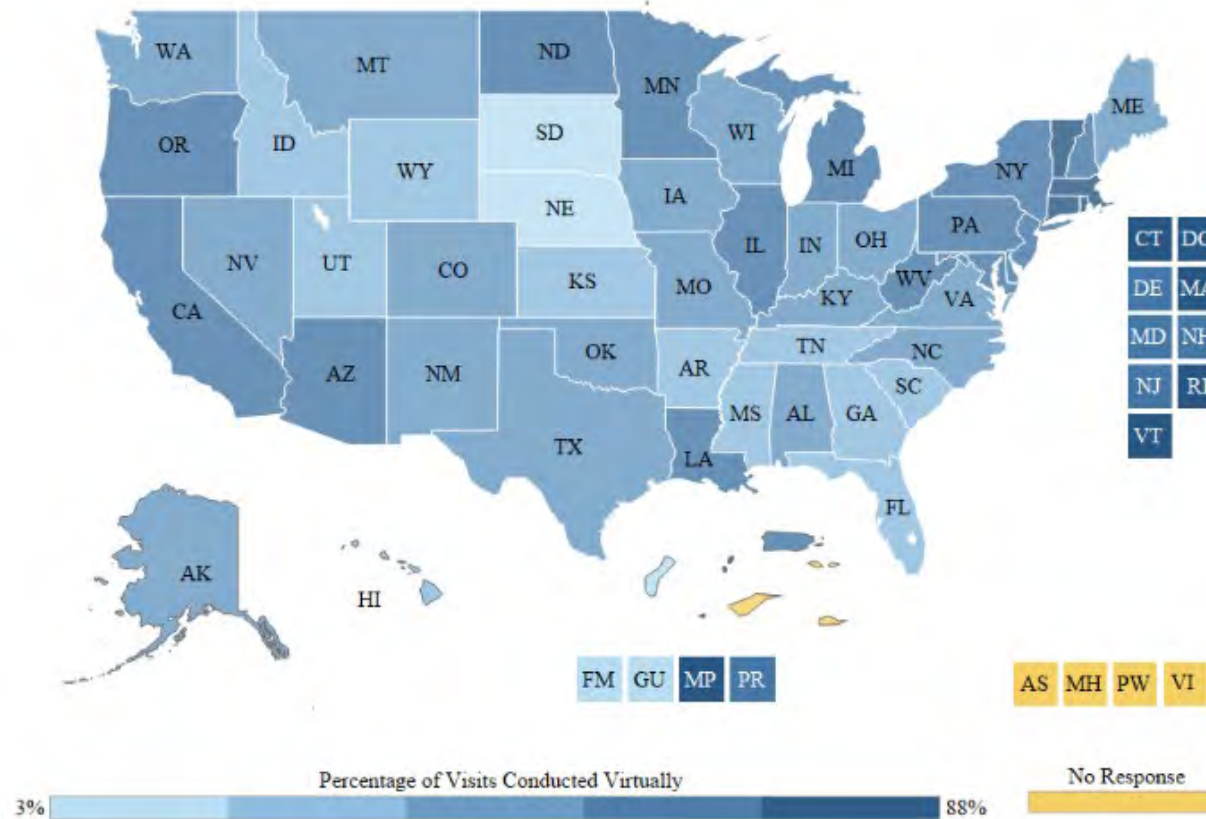 WA
MT
ND
MN
ME
OR
ID
SD
WI
WY
MI
NY
IA
NE
PA
NV
UT
CO
IL
IN
OH
CA
KS
MO
WV
VA
KY
AZ
NM
OK
AR
TN
NC
SC
MS
AL
GA
TX
LA
FL
AK
HI
CT
DE
MA
MD
NH
NJ
VT
FM GU MP PR
AS MH PW VI
Percentage of Visits Conducted Virtually
3% 88%
No Response